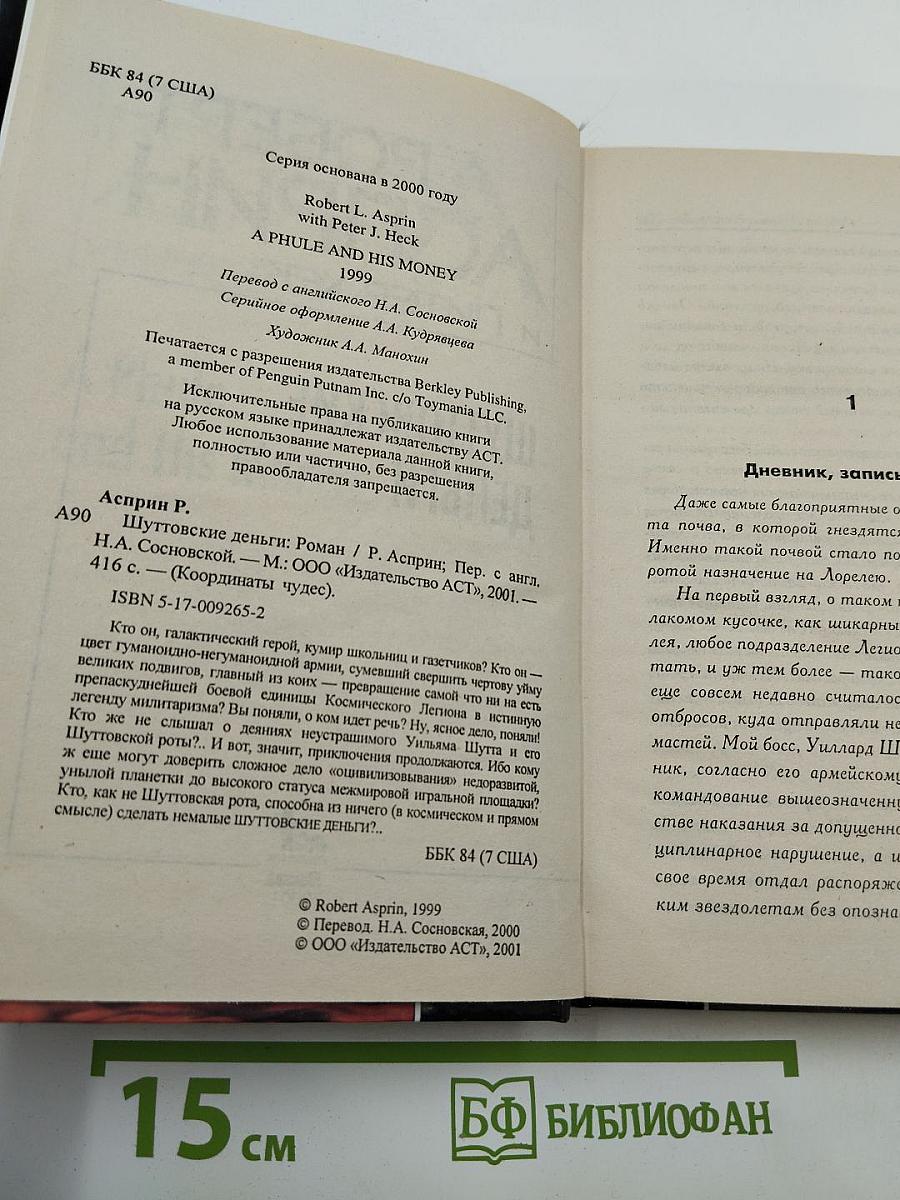 ББК 84 (7 США)
А90
Серия основана в 2000 году
Robert L. Asprin
with Peter J. Heck
A PHULE AND HIS MONEY
1999
Перевод с английского Н.А. Сосновской
Серийное оформление А.А. Кудрявцева
Художник А.А. Манохин
Печатается с разрешения издательства Berkley Publishing,
a member of Penguin Putnam Inc. c/o Toymania LLC.
Исключительные права на публикацию книги
на русском языке принадлежат издательству АСТ.
Любое использование материала данной книги,
полностью или частично, без разрешения
правообладателя запрещается.
Асприн Р.
А90 Шуттовские деньги: Роман / Р. Асприн; Пер. с англ.
Н.А. Сосновской. — М.: ООО «Издательство АСТ», 2001. —
416 с. — (Координаты чудес).
ISBN 5-17-009265-2
Кто он, галактический герой, кумир школьниц и газетчиков? Кто он —
цвет гуманоидно-негуманоидной армии, сумевший свершить чертову уйму
великих подвигов, главный из коих — превращение самой что ни на есть
препаскуднейшей боевой единицы Космического Легиона в истинную
легенду милитаризма? Вы поняли, о ком идет речь? Ну, ясное дело, поняли!
Кто же не слышал о деяниях неустрашимого Уильяма Шутта и его
Шуттовской роты?.. И вот, значит, приключения продолжаются. Ибо кому
ж еще могут доверить сложное дело «оцивилизовывания» недоразвитой,
унылой планетки до высокого статуса межмировой игральной площадки?
Кто, как не Шуттовская рота, способна из ничего (в космическом и прямом
смысле) сделать немалые ШУТТОВСКИЕ ДЕНЬГИ?..
ББК 84 (7 США)
© Robert Asprin, 1999
© Перевод. Н.А. Сосновская, 2000
© ООО «Издательство АСТ», 2001
1
Дневник, запись
Даже самые благоприятные о
та почва, в которой гнездятся
Именно такой почвой стало по
ротой назначение на Лорелею.
На первый взгляд, о таком
лакомом кусочке, как шикарны
лея, любое подразделение Легио
тать, и уж тем более — тако
еще совсем недавно считалос
отбросов, куда отправляли не
мастей. Мой босс, Уиллард Ш
ник, согласно его армейскому
командование вышеозначенну
стве наказания за допущенно
циплинарное нарушение, а и
свое время отдал распоряже
ким звездолетам без опозна
15 см
БФ БИБЛИОФАН